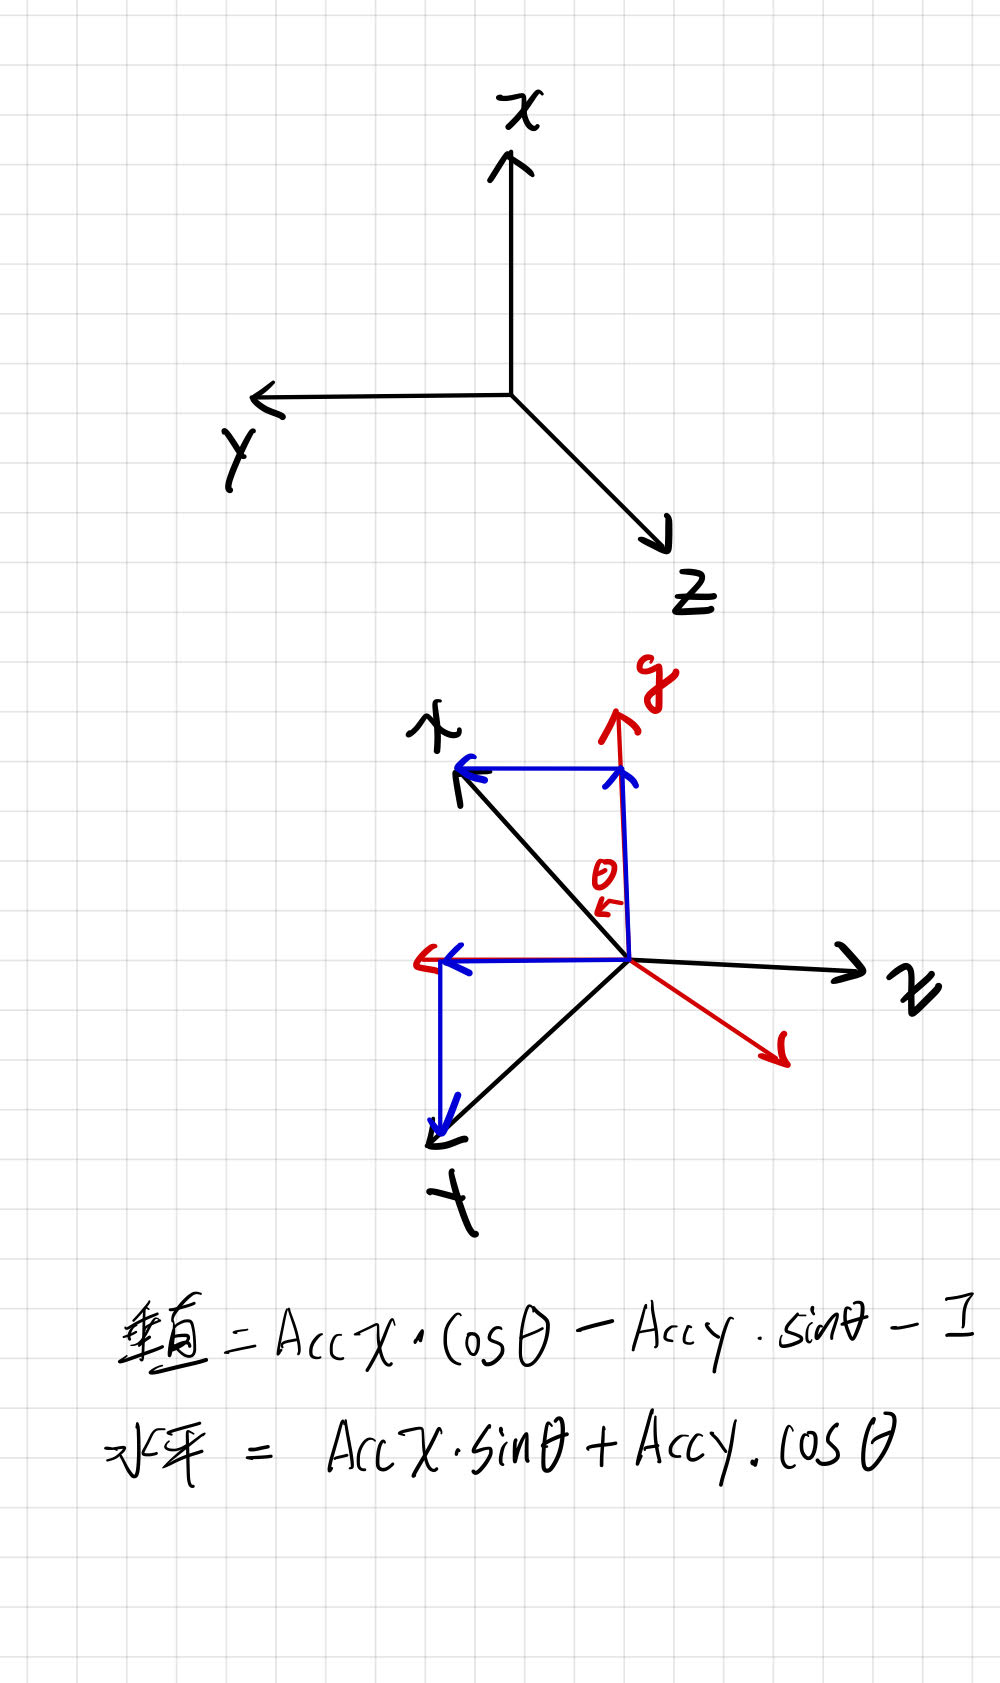 x
Y
Z
g
x
θ
Z
Y
垂直 = Acc x · cos θ - Acc y · sin θ - 1
水平 = Acc x · sin θ + Acc y · cos θ